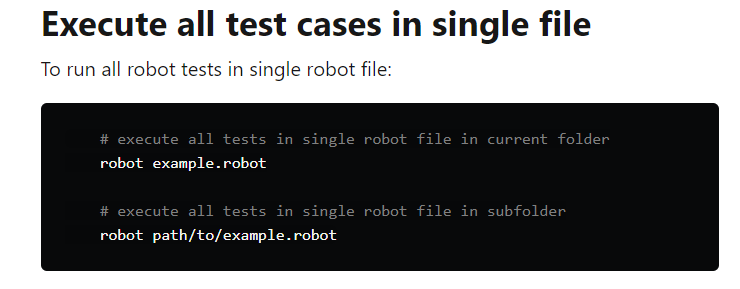 Execute all test cases in single file
To run all robot tests in single robot file:
# execute all tests in single robot file in current folder
robot example.robot
# execute all tests in single robot file in subfolder
robot path/to/example.robot